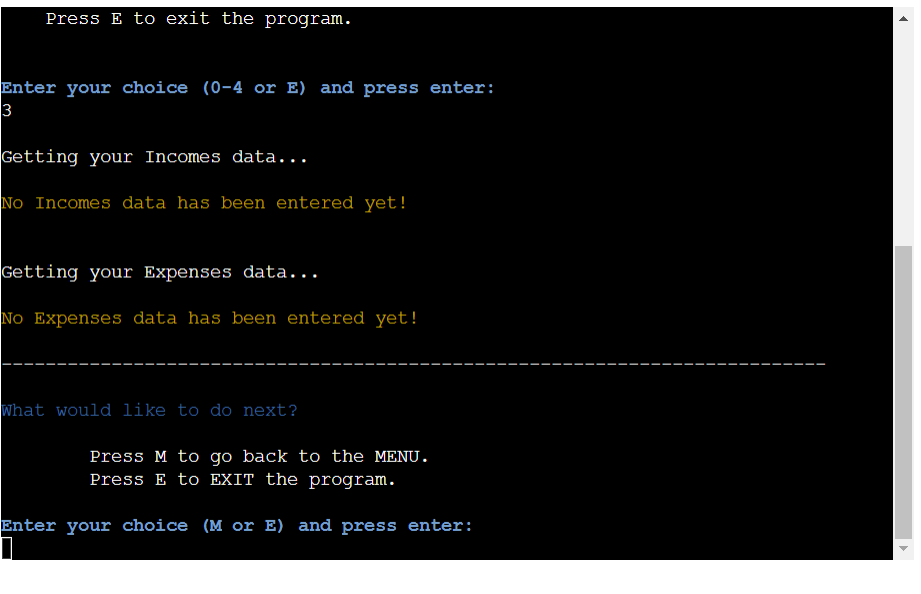 Press E to exit the program.
Enter your choice (0-4 or E) and press enter:
3
Getting your Incomes data...
No Incomes data has been entered yet!
Getting your Expenses data...
No Expenses data has been entered yet!
---------------------------------------------------------------------------
What would like to do next?
Press M to go back to the MENU.
Press E to EXIT the program.
Enter your choice (M or E) and press enter: